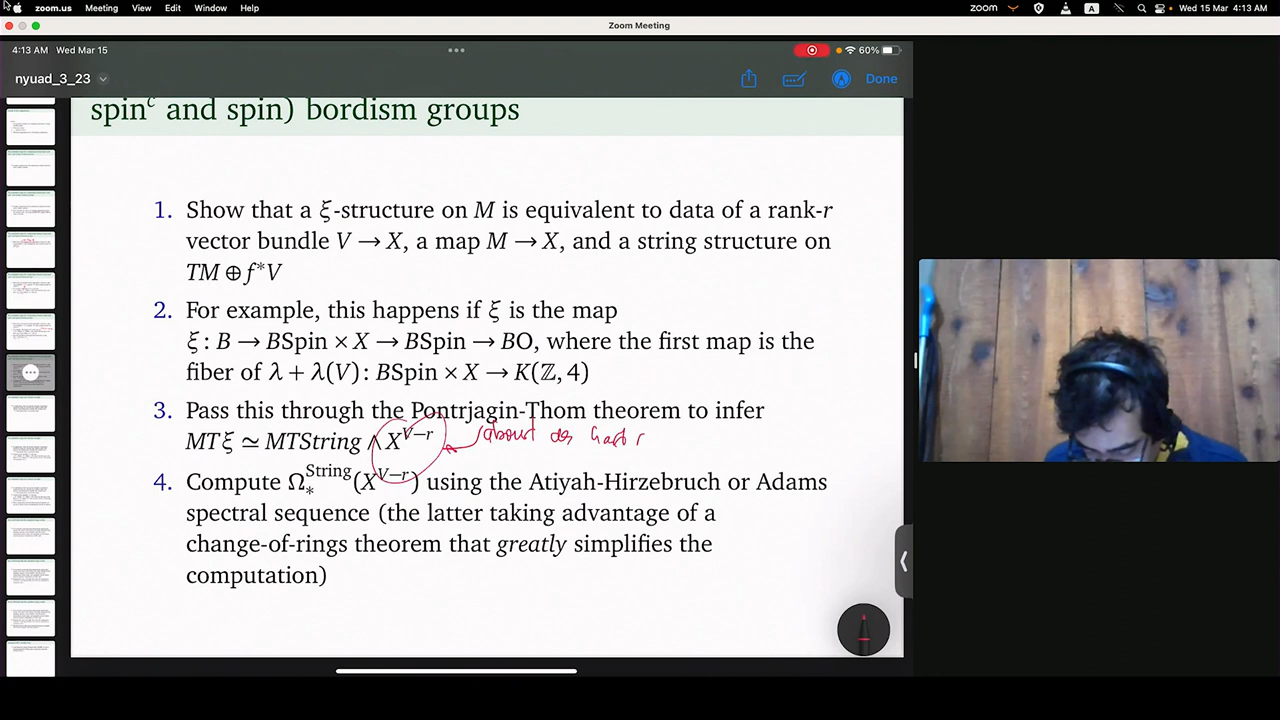 zoom.us Meeting View Edit Window Help
zoom A Wed 15 Mar 4:13 AM
Zoom Meeting
4:13 AM Wed Mar 15
60%
nyuad_3_23
Done
spinᶜ and spin) bordism groups
1. Show that a ξ-structure on M is equivalent to data of a rank-r
vector bundle V → X, a map M → X, and a string structure on
TM ⊕ f*V
2. For example, this happens if ξ is the map
ξ: B → BSpin × X → BSpin → BO, where the first map is the
fiber of λ + λ(V): BSpin × X → K(ℤ, 4)
3. Pass this through the Pontrjagin-Thom theorem to infer
MTξ ≃ MTString ∧ X^{V−r}
about as hard
4. Compute Ω_*^{String}(X^{V−r}) using the Atiyah-Hirzebruch or Adams
spectral sequence (the latter taking advantage of a
change-of-rings theorem that greatly simplifies the
computation)